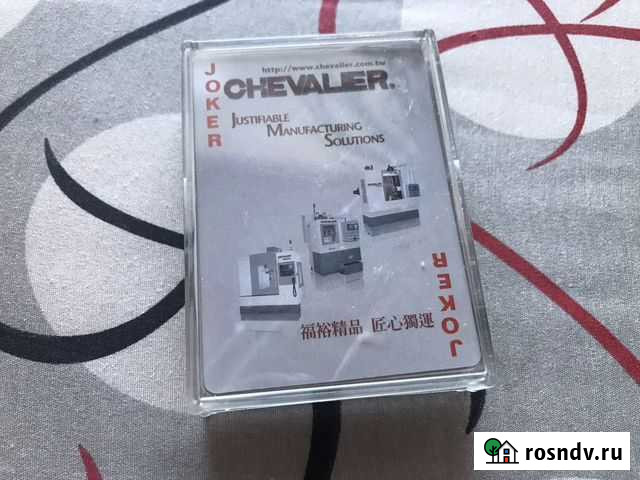 JOKER
http://www.chevalier.com.tw
CHEVALIER.
JUSTIFIABLE
MANUFACTURING
SOLUTIONS
福裕精品 匠心獨運
JOKER
rosndv.ru